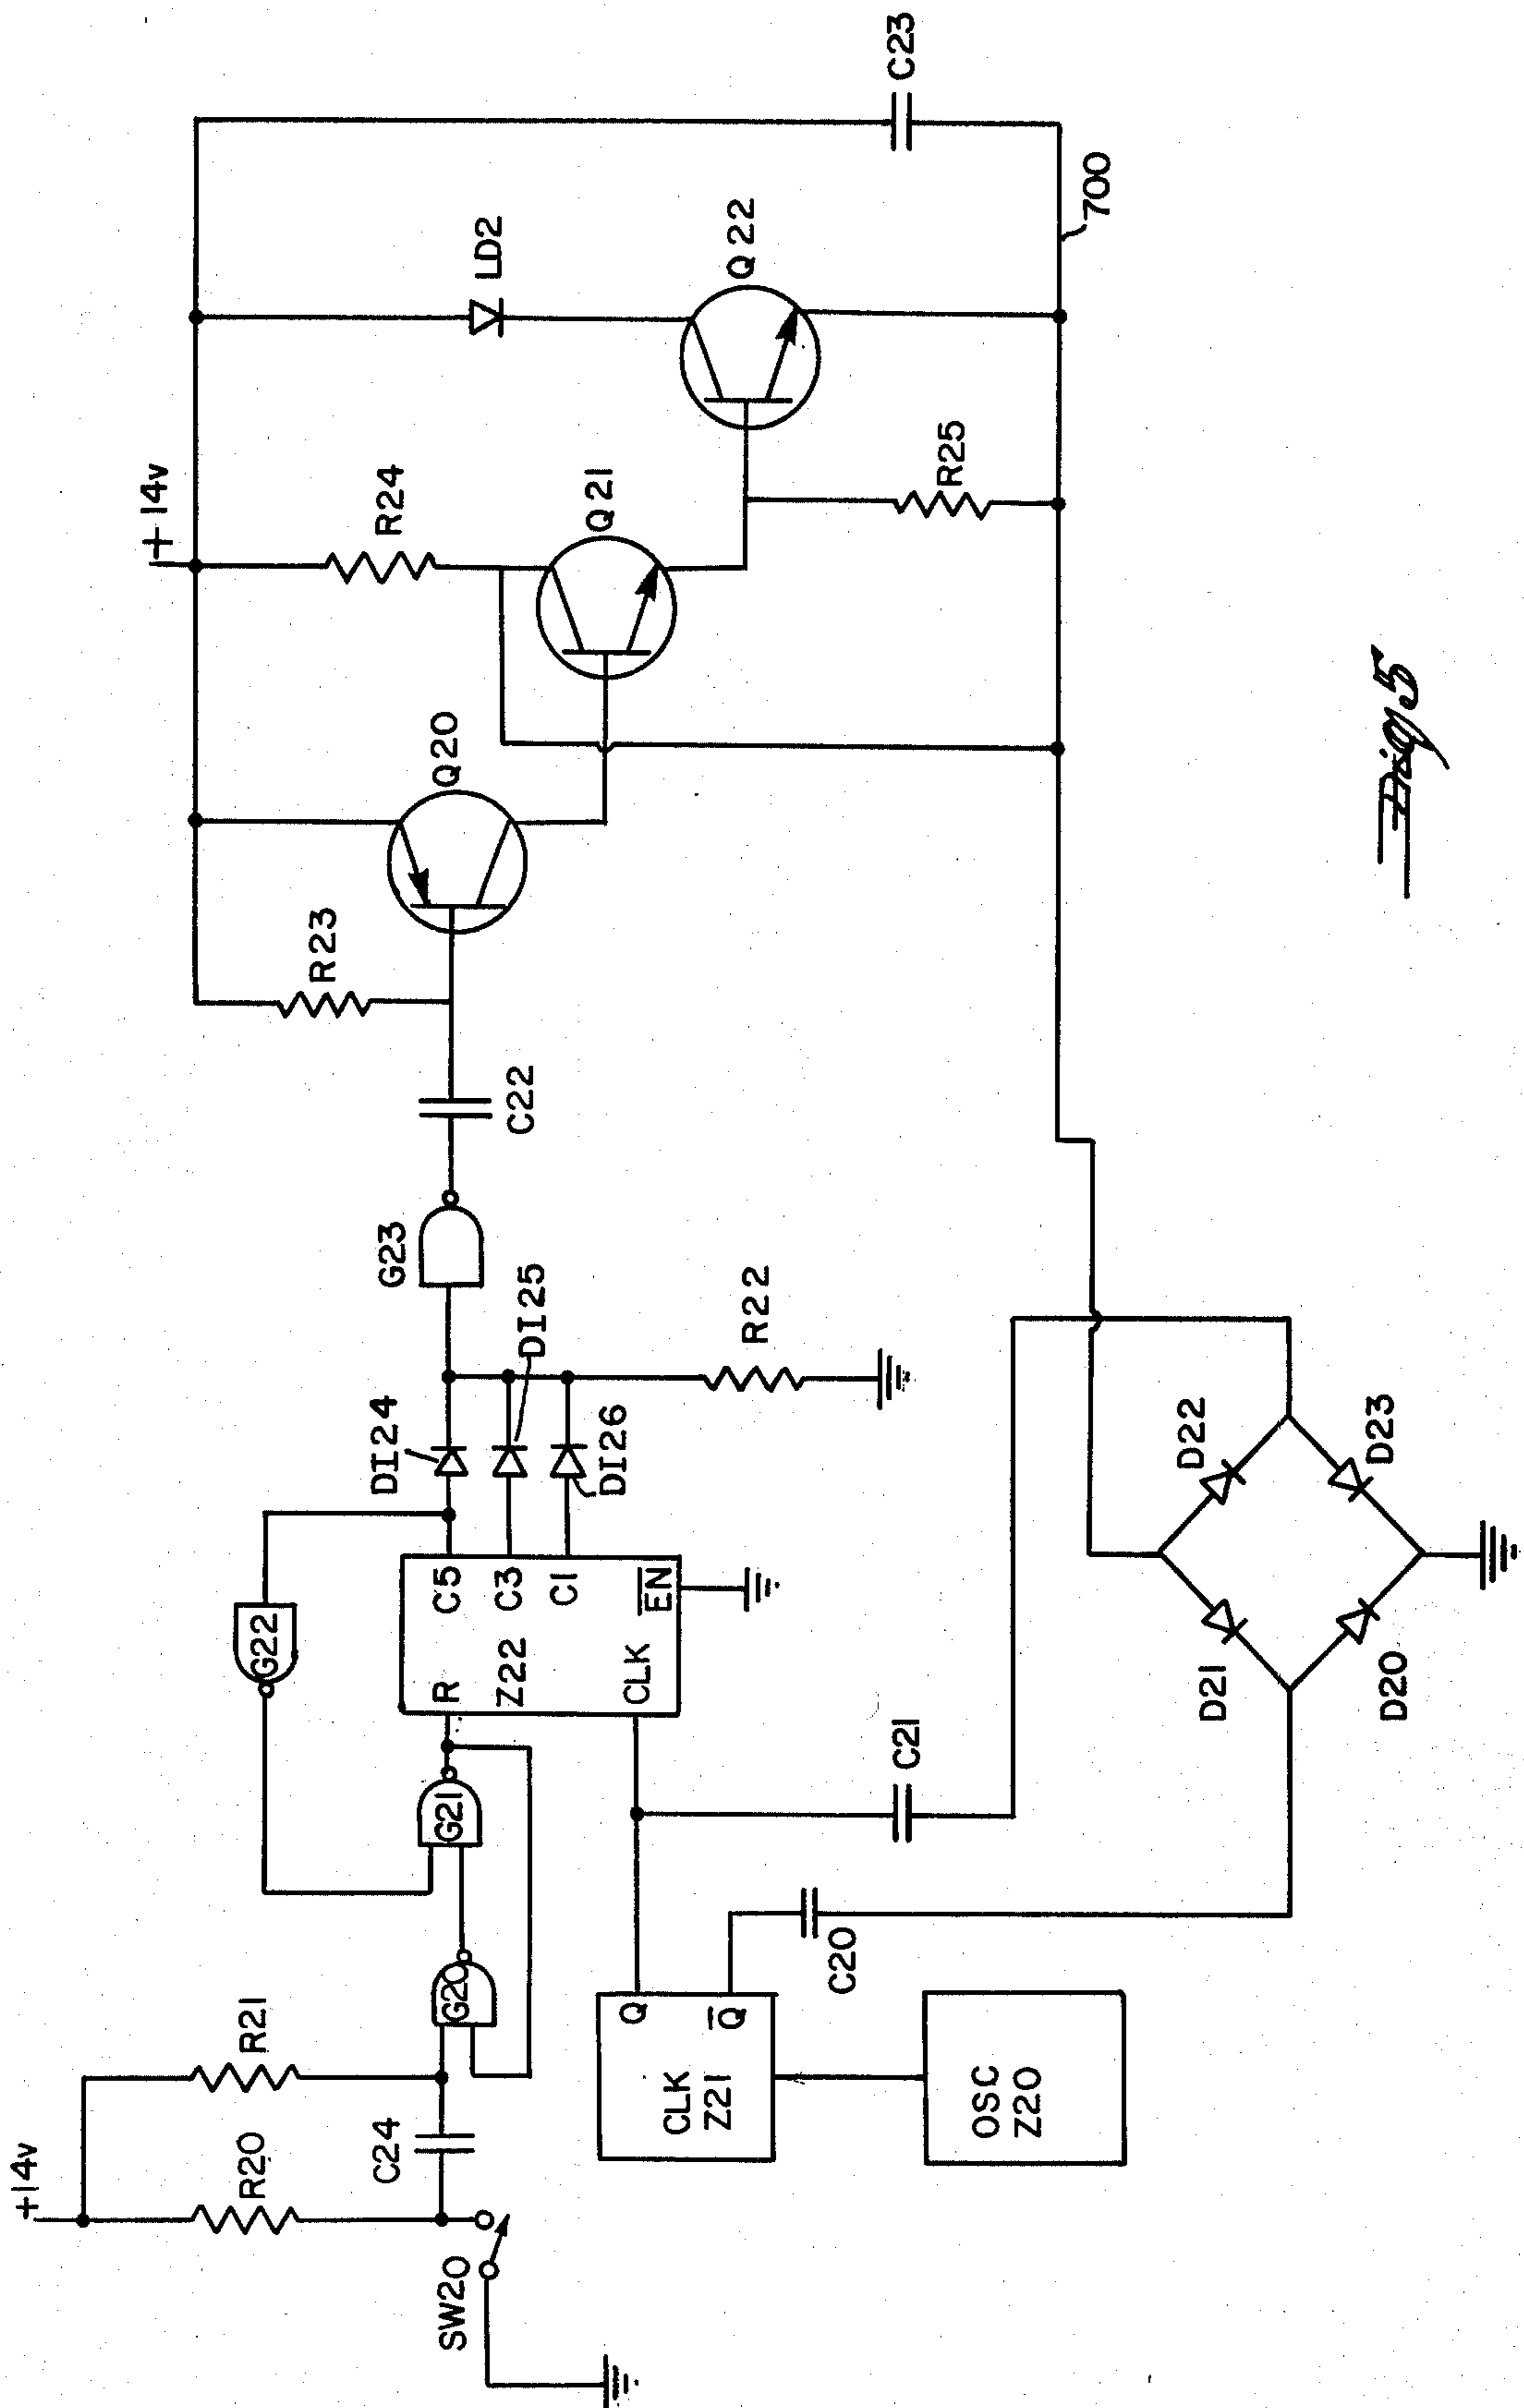 +14v
R20
R21
C24
SW20
G20
G21
G22
R
C5
Z22
C3
C1
CLK
EN
DI24
DI25
DI26
R22
G23
C22
R23
Q20
+14v
R24
Q21
LD2
Q22
R25
C23
700
Q
Q
CLK
Z21
OSC
Z20
C20
C21
D21
D22
D20
D23
Fig 5